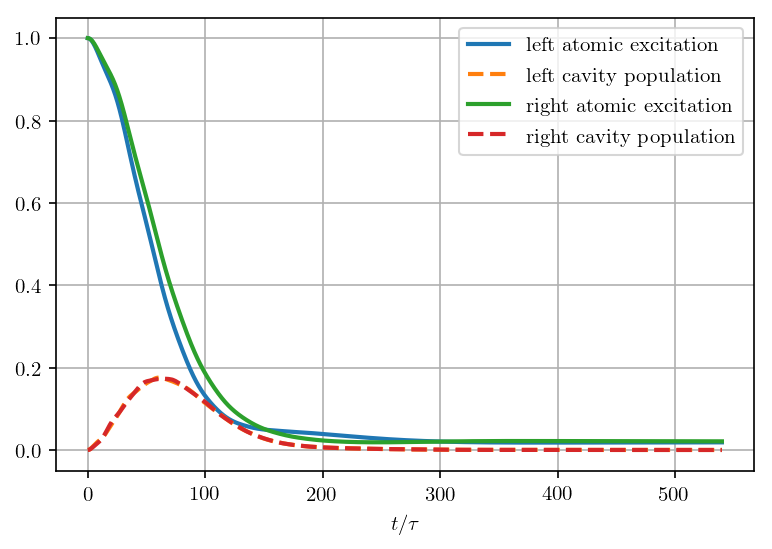 1.0
0.8
0.6
0.4
0.2
0.0
left atomic excitation
left cavity population
right atomic excitation
right cavity population
0 100 200 300 400 500
t/τ